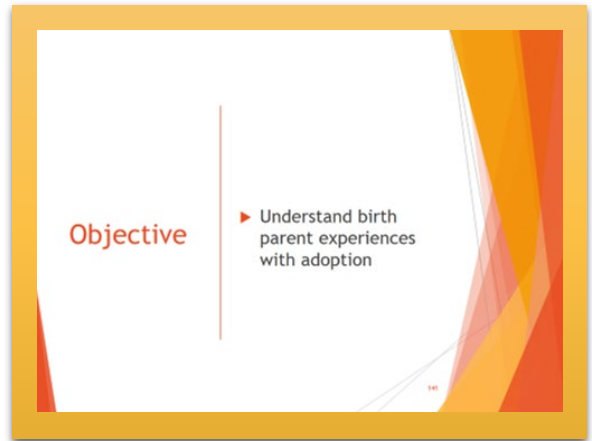 Objective
Understand birth
parent experiences
with adoption